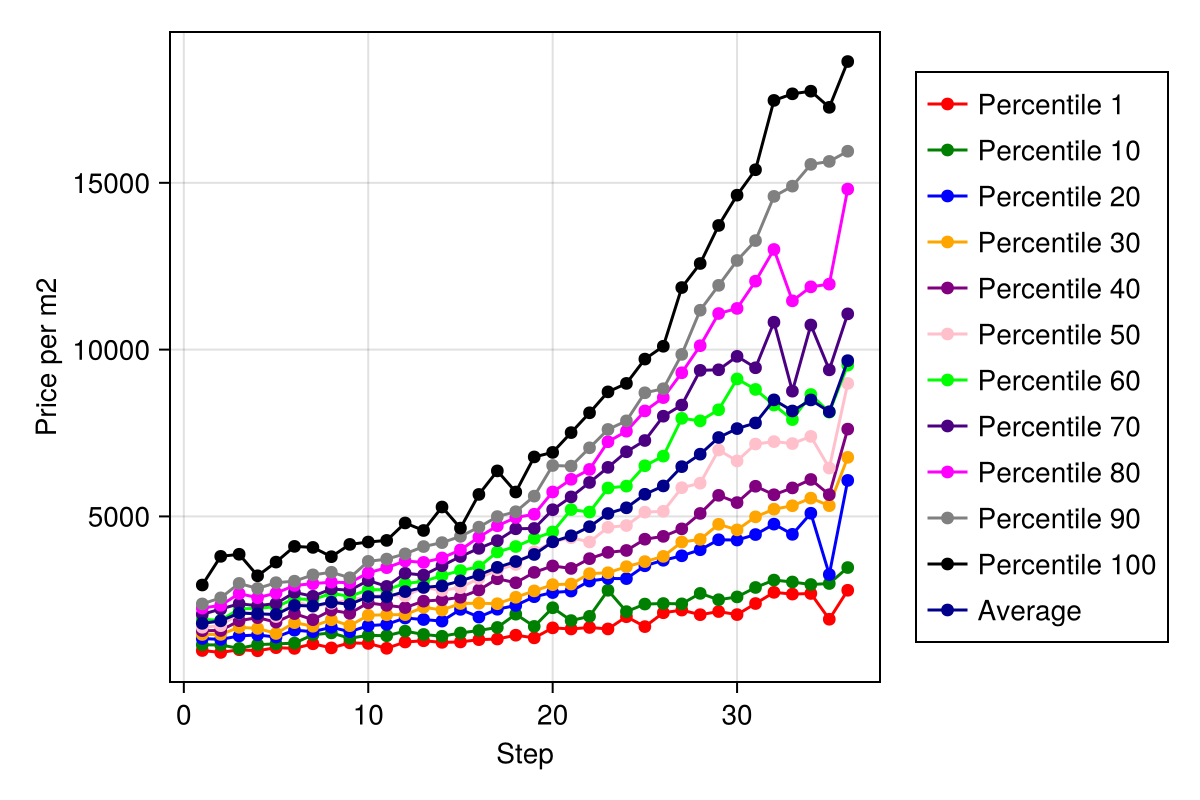 15000
10000
5000
Price per m2
0
10
20
30
Step
Percentile 1
Percentile 10
Percentile 20
Percentile 30
Percentile 40
Percentile 50
Percentile 60
Percentile 70
Percentile 80
Percentile 90
Percentile 100
Average